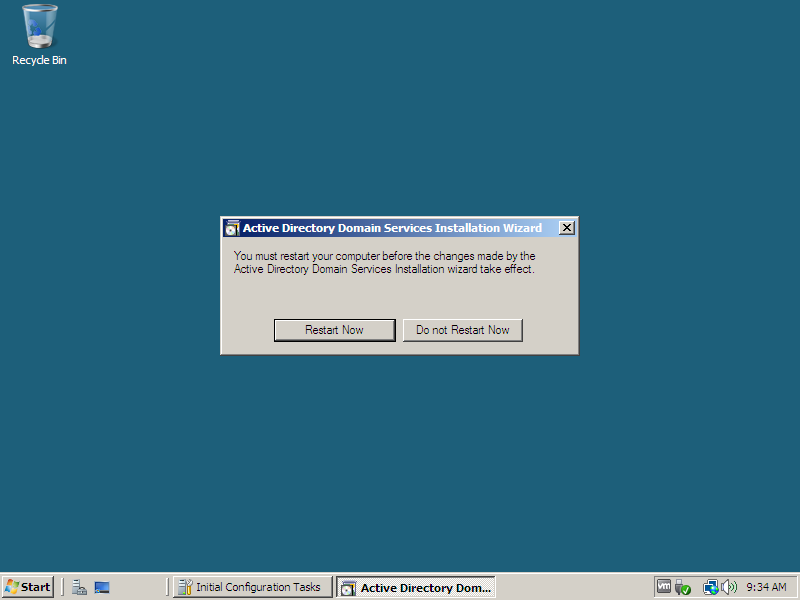 Recycle Bin
Active Directory Domain Services Installation Wizard
You must restart your computer before the changes made by the
Active Directory Domain Services Installation wizard take effect.
Restart Now
Do not Restart Now
Start
Initial Configuration Tasks
Active Directory Dom...
vm
9:34 AM